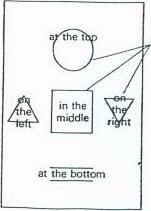 at the top
on
the
left
in the
middle
on
the
right
at the bottom